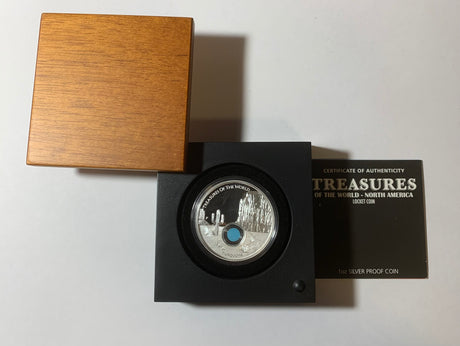 TREASURES OF THE WORLD
TURQUOISE
CERTIFICATE OF AUTHENTICITY
TREASURES
OF THE WORLD - NORTH AMERICA
LOCKET COIN
1oz SILVER PROOF COIN